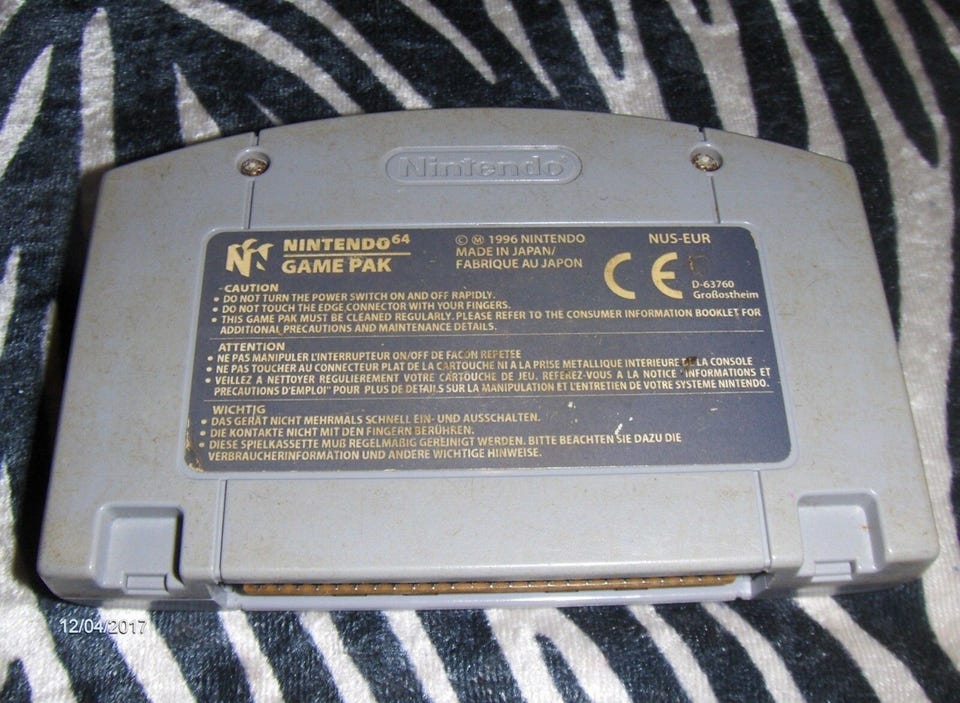 Nintendo
NINTENDO 64
GAME PAK
© Ⓜ 1996 NINTENDO
MADE IN JAPAN/
FABRIQUE AU JAPON
NUS-EUR
CE
D-63760
Großostheim
CAUTION
• DO NOT TURN THE POWER SWITCH ON AND OFF RAPIDLY.
• DO NOT TOUCH THE EDGE CONNECTOR WITH YOUR FINGERS.
• THIS GAME PAK MUST BE CLEANED REGULARLY. PLEASE REFER TO THE CONSUMER INFORMATION BOOKLET FOR
ADDITIONAL PRECAUTIONS AND MAINTENANCE DETAILS.
ATTENTION
• NE PAS MANIPULER L'INTERRUPTEUR ON/OFF DE FACON REPETEE
• NE PAS TOUCHER AU CONNECTEUR PLAT DE LA CARTOUCHE NI A LA PRISE METALLIQUE INTERIEURE DE LA CONSOLE
• VEILLEZ A NETTOYER REGULIEREMENT VOTRE CARTOUCHE DE JEU. REFEREZ-VOUS A LA NOTICE "INFORMATIONS ET
PRECAUTIONS D'EMPLOI" POUR PLUS DE DETAILS SUR LA MANIPULATION ET L'ENTRETIEN DE VOTRE SYSTEME NINTENDO.
WICHTIG
• DAS GERÄT NICHT MEHRMALS SCHNELL EIN- UND AUSSCHALTEN.
• DIE KONTAKTE NICHT MIT DEN FINGERN BERÜHREN.
• DIESE SPIELKASSETTE MUß REGELMÄßIG GEREINIGT WERDEN. BITTE BEACHTEN SIE DAZU DIE
VERBRAUCHERINFORMATION UND ANDERE WICHTIGE HINWEISE.
12/04/2017